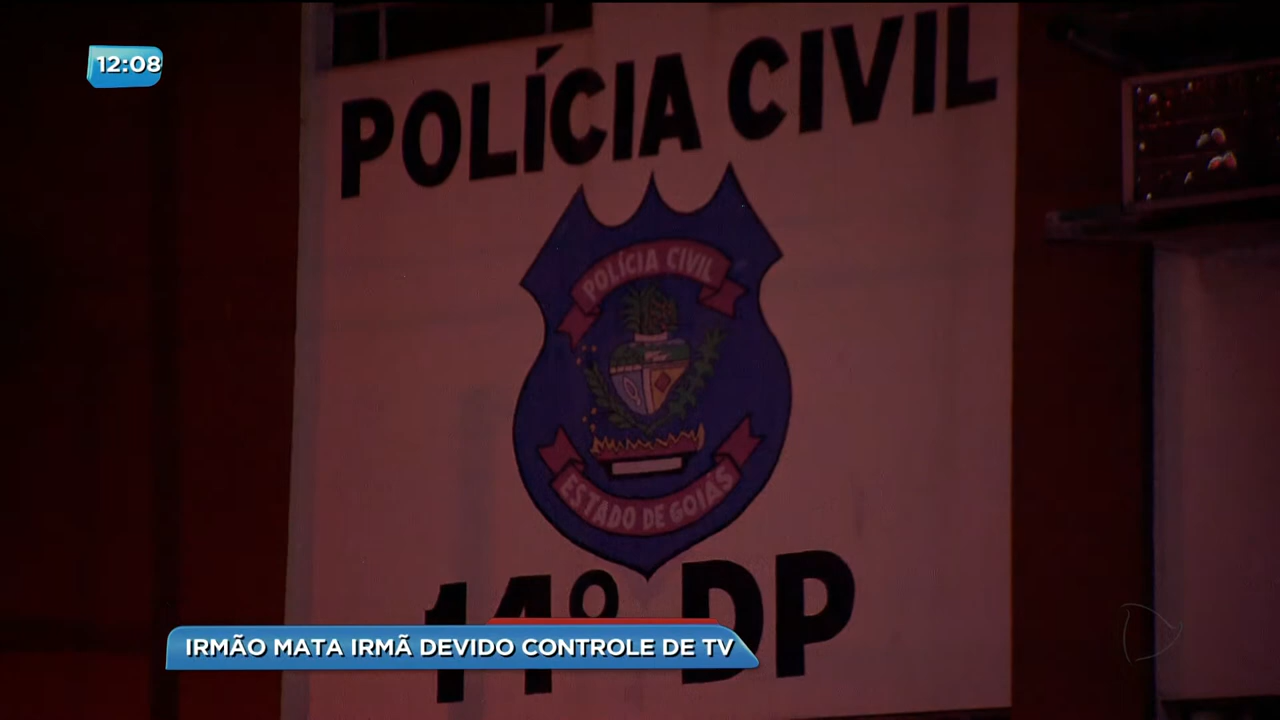 12:08
POLÍCIA CIVIL
POLÍCIA CIVIL
ESTADO DE GOIÁS
14º DP
IRMÃO MATA IRMÃ DEVIDO CONTROLE DE TV